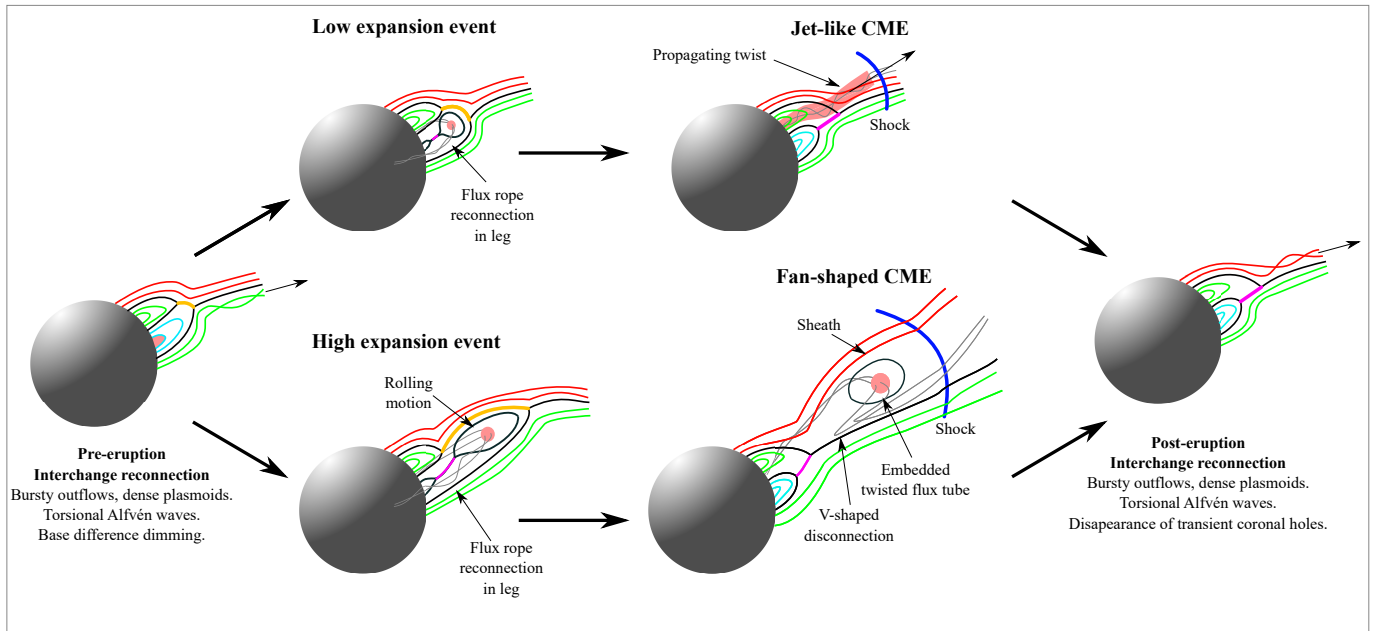 Low expansion event
Jet-like CME
Propagating twist
Shock
Flux rope
reconnection
in leg
Pre-eruption
Interchange reconnection
Bursty outflows, dense plasmoids.
Torsional Alfvén waves.
Base difference dimming.
High expansion event
Rolling
motion
Flux rope
reconnection
in leg
Fan-shaped CME
Sheath
Shock
Embedded
twisted flux tube
V-shaped
disconnection
Post-eruption
Interchange reconnection
Bursty outflows, dense plasmoids.
Torsional Alfvén waves.
Disapearance of transient coronal holes.